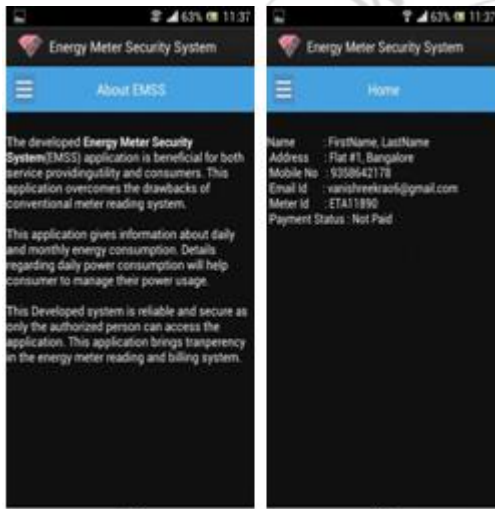 63% 11:37
Energy Meter Security System
About EMSS
The developed Energy Meter Security
System(EMSS) application is beneficial for both
service providingutility and consumers. This
application overcomes the drawbacks of
conventional meter reading system.
This application gives information about daily
and monthly energy consumption. Details
regarding daily power consumption will help
consumer to manage their power usage.
This Developed system is reliable and secure as
only the authorized person can access the
application. This application brings tranperency
in the energy meter reading and billing system.
63% 11:37
Energy Meter Security System
Home
Name : FirstName, LastName
Address : Flat #1, Bangalore
Mobile No : 9358642178
Email Id : vanishreekrao6@gmail.com
Meter Id : ETA11890
Payment Status : Not Paid